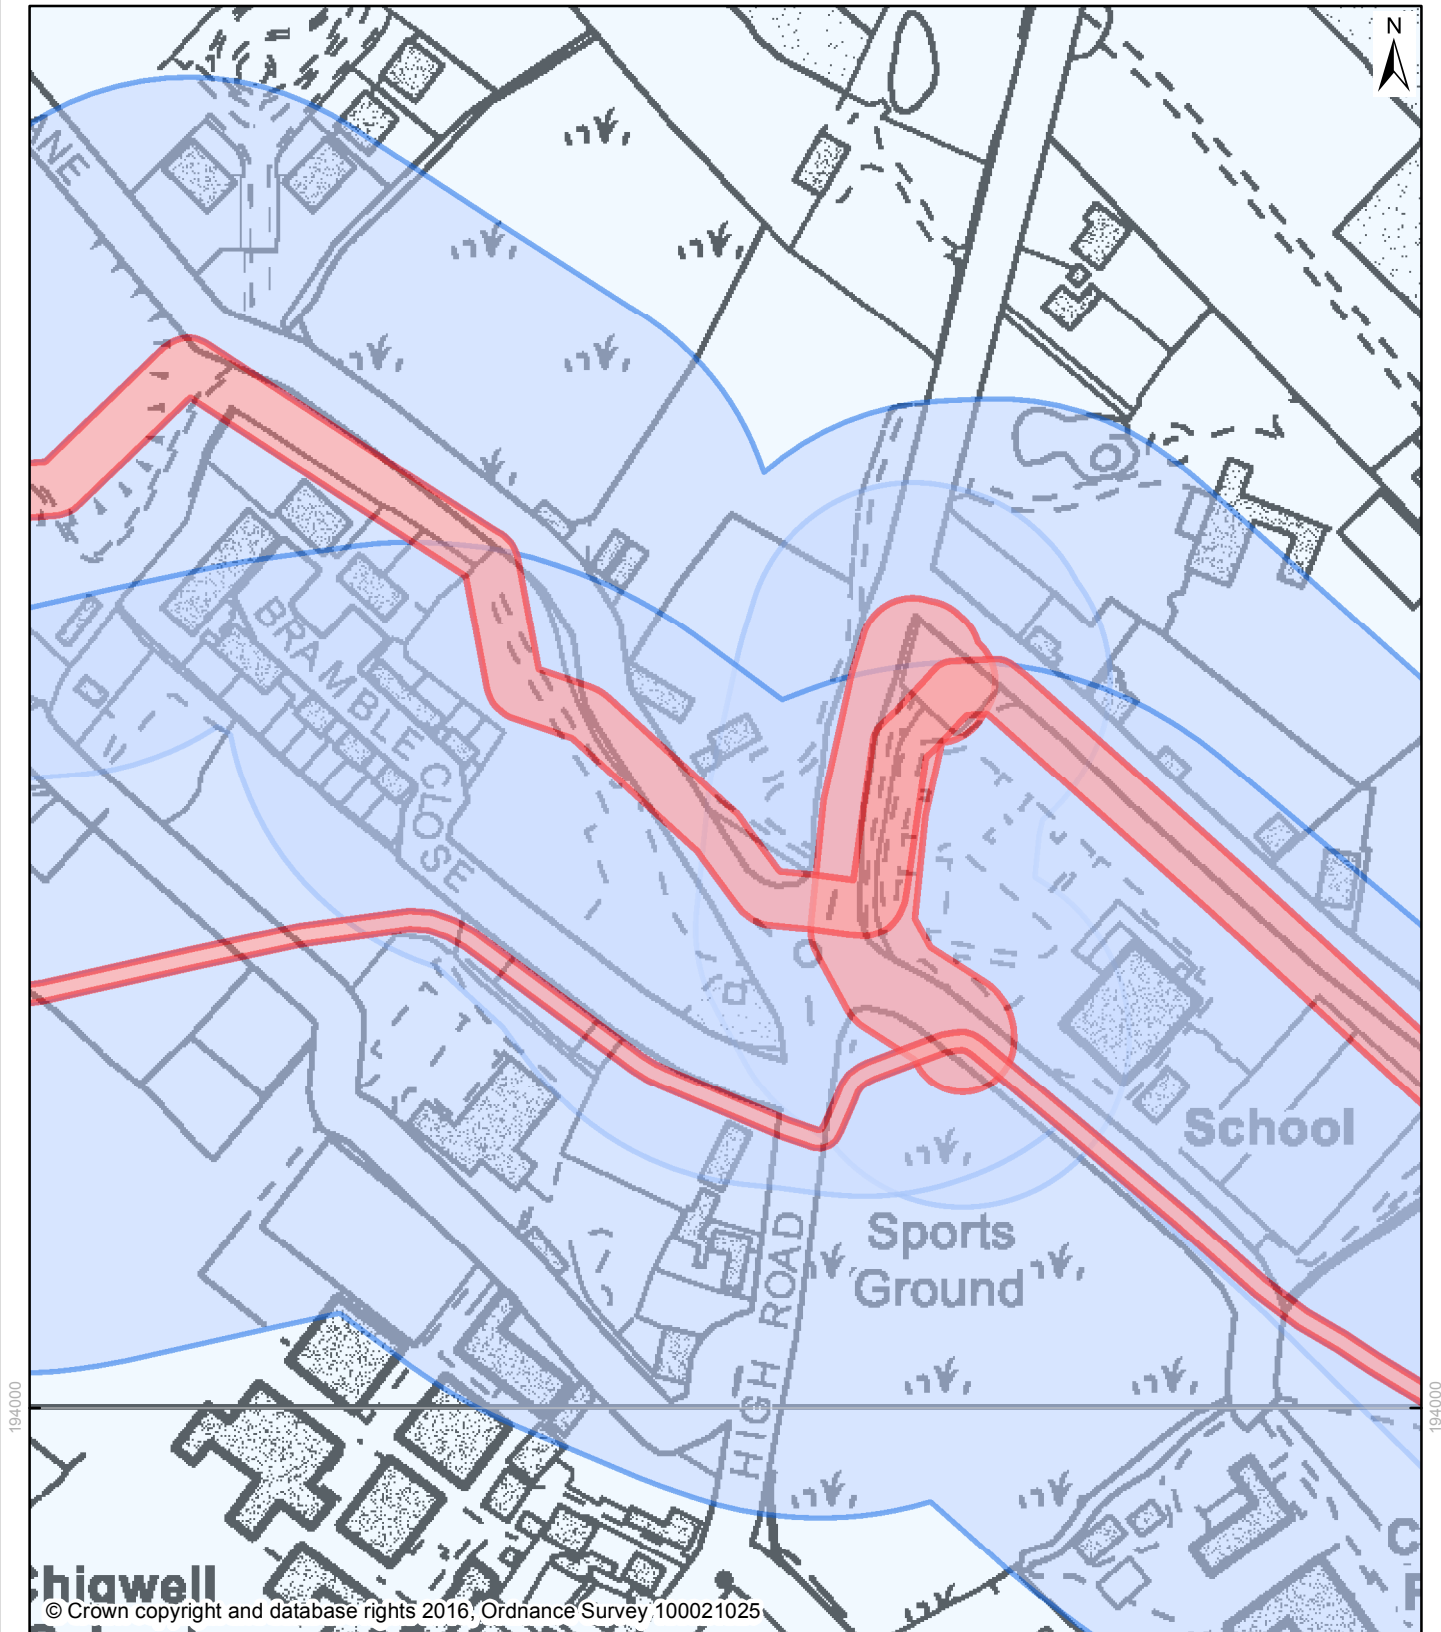 N
ANE
BRAMBLE CLOSE
School
Sports
Ground
HIGH ROAD
194000
194000
C
F
Chigwell
© Crown copyright and database rights 2016, Ordnance Survey 100021025